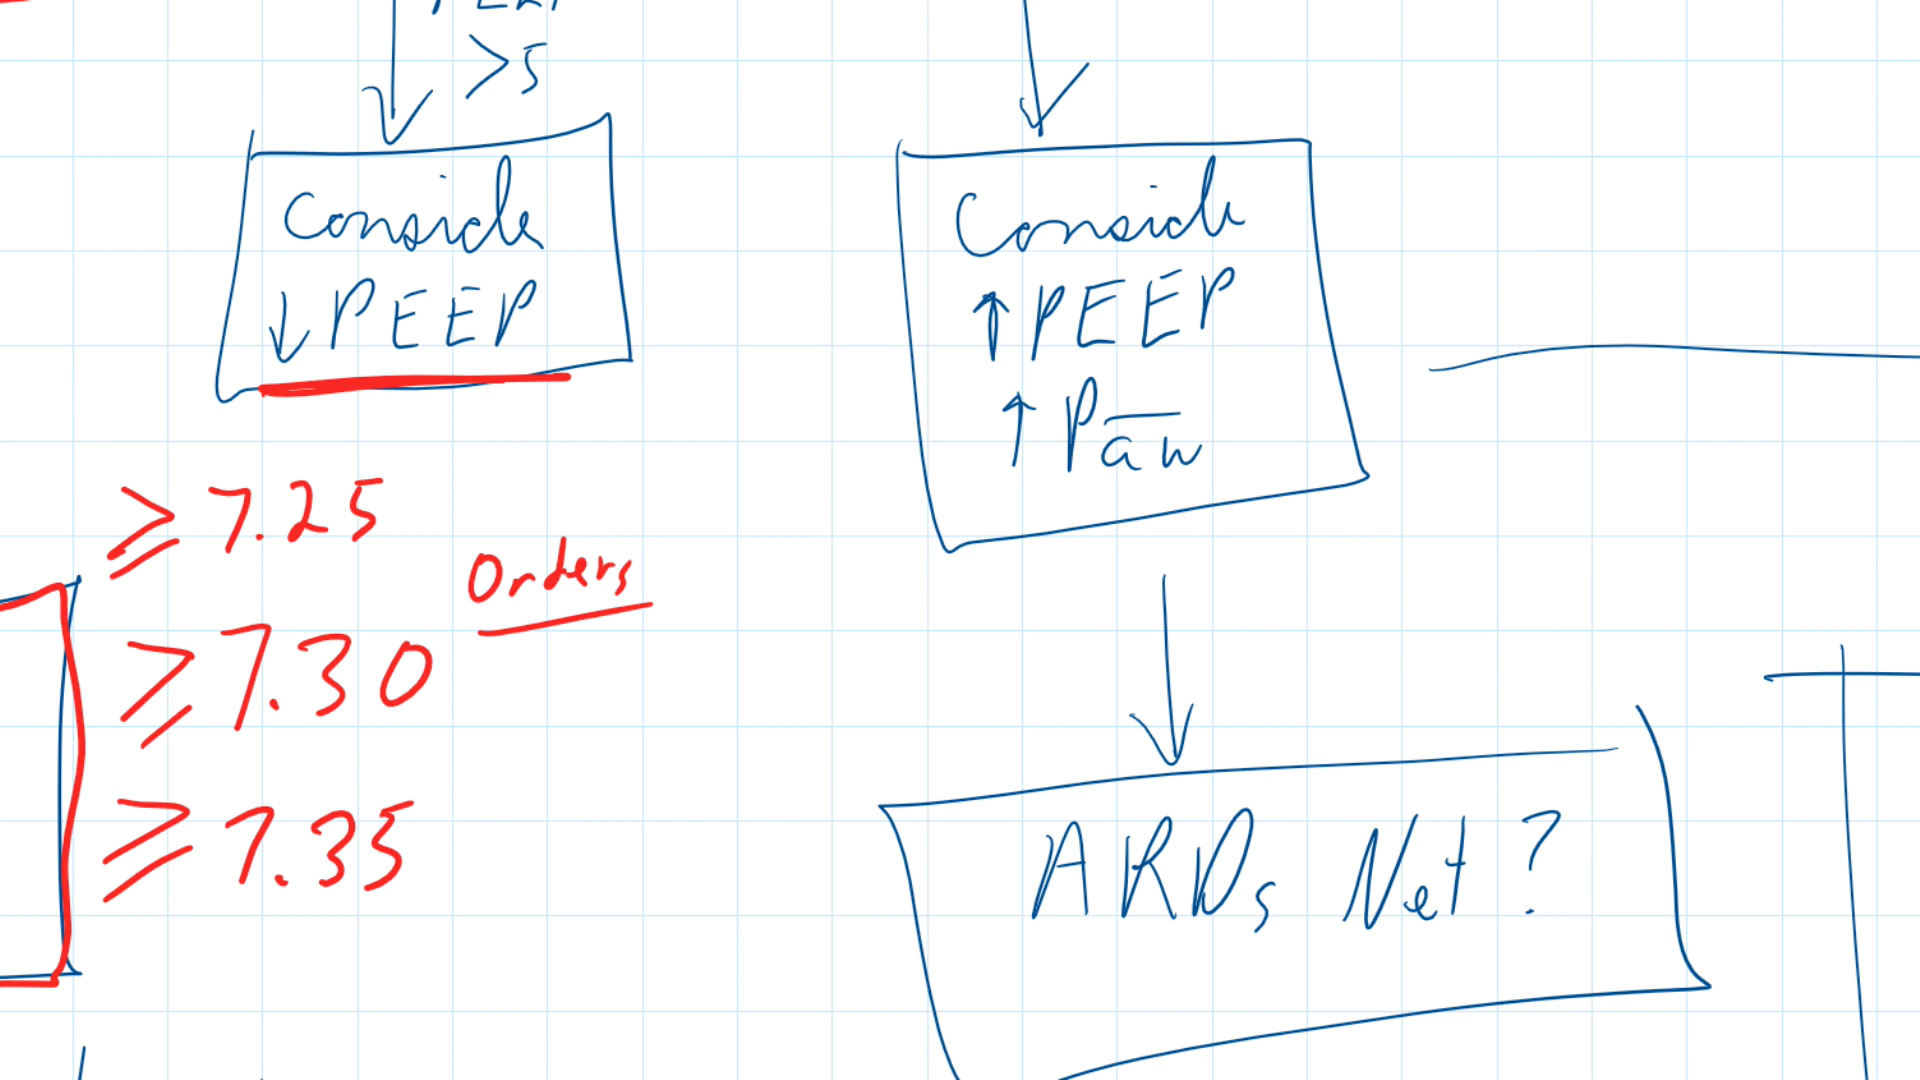 >5
Consider
↓ PEEP
Consider
↑ PEEP
↑ Paw
≥ 7.25
Orders
≥ 7.30
≥ 7.35
ARDs Net?